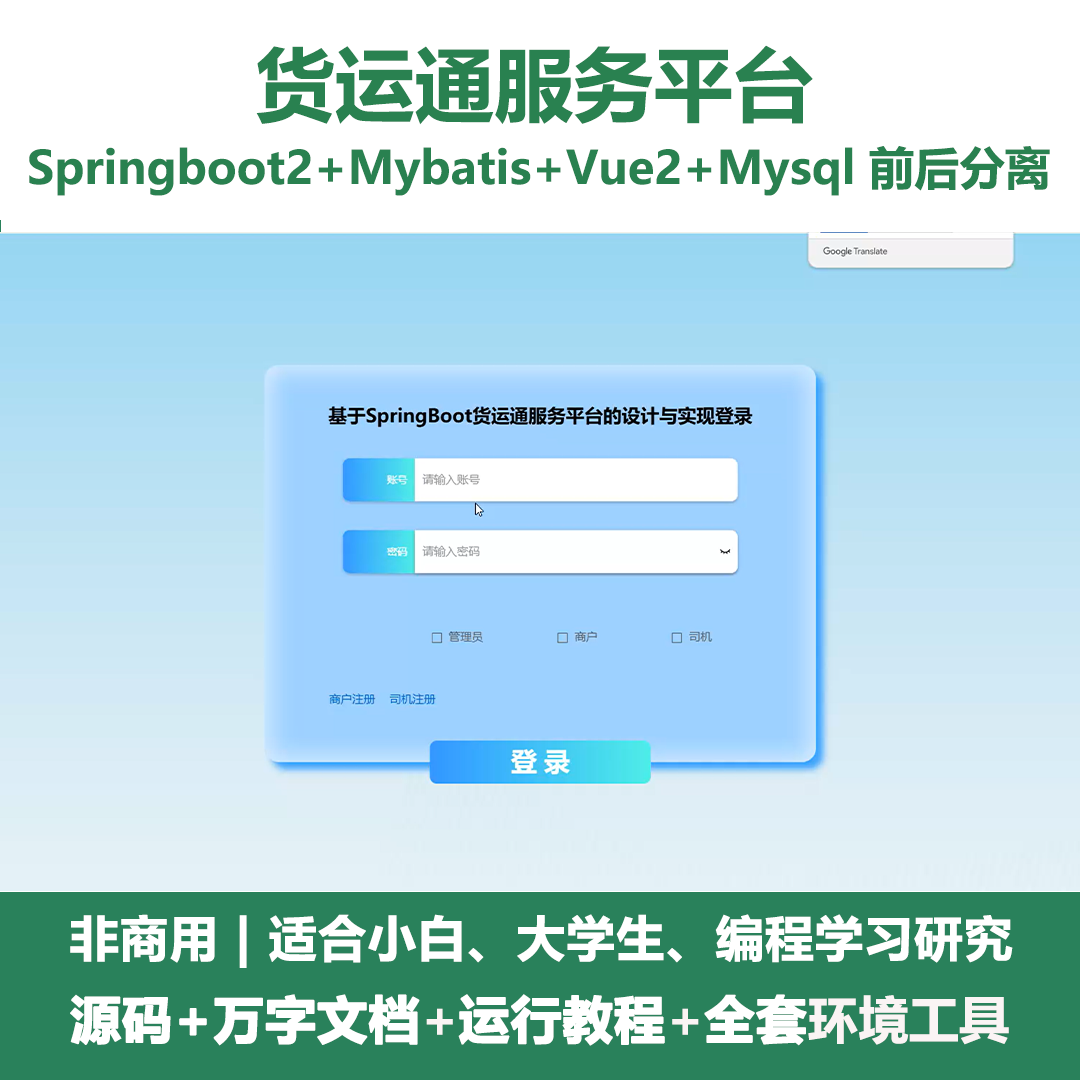 货运通服务平台
Springboot2+Mybatis+Vue2+Mysql 前后分离
Google Translate
基于SpringBoot货运通服务平台的设计与实现登录
账号 请输入账号
密码 请输入密码
管理员 商户 司机
商户注册 司机注册
登 录
非商用 | 适合小白、大学生、编程学习研究
源码+万字文档+运行教程+全套环境工具